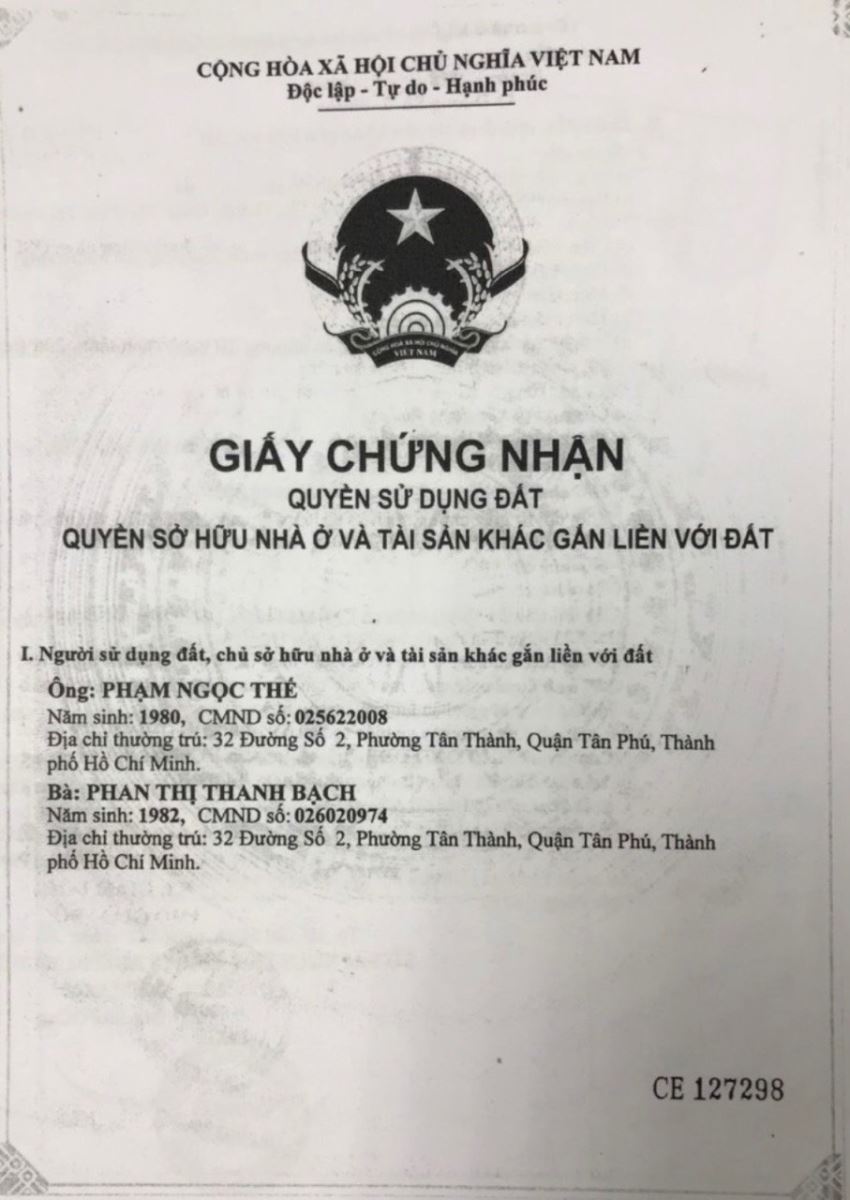 CỘNG HÒA XÃ HỘI CHỦ NGHĨA VIỆT NAM
Độc lập - Tự do - Hạnh phúc
CỘNG HOÀ XÃ HỘI CHỦ NGHĨA
VIỆT NAM
GIẤY CHỨNG NHẬN
QUYỀN SỬ DỤNG ĐẤT
QUYỀN SỞ HỮU NHÀ Ở VÀ TÀI SẢN KHÁC GẮN LIỀN VỚI ĐẤT
I. Người sử dụng đất, chủ sở hữu nhà ở và tài sản khác gắn liền với đất
Ông: PHẠM NGỌC THẾ
Năm sinh: 1980, CMND số: 025622008
Địa chỉ thường trú: 32 Đường Số 2, Phường Tân Thành, Quận Tân Phú, Thành
phố Hồ Chí Minh.
Bà: PHAN THỊ THANH BẠCH
Năm sinh: 1982, CMND số: 026020974
Địa chỉ thường trú: 32 Đường Số 2, Phường Tân Thành, Quận Tân Phú, Thành
phố Hồ Chí Minh.
CE 127298